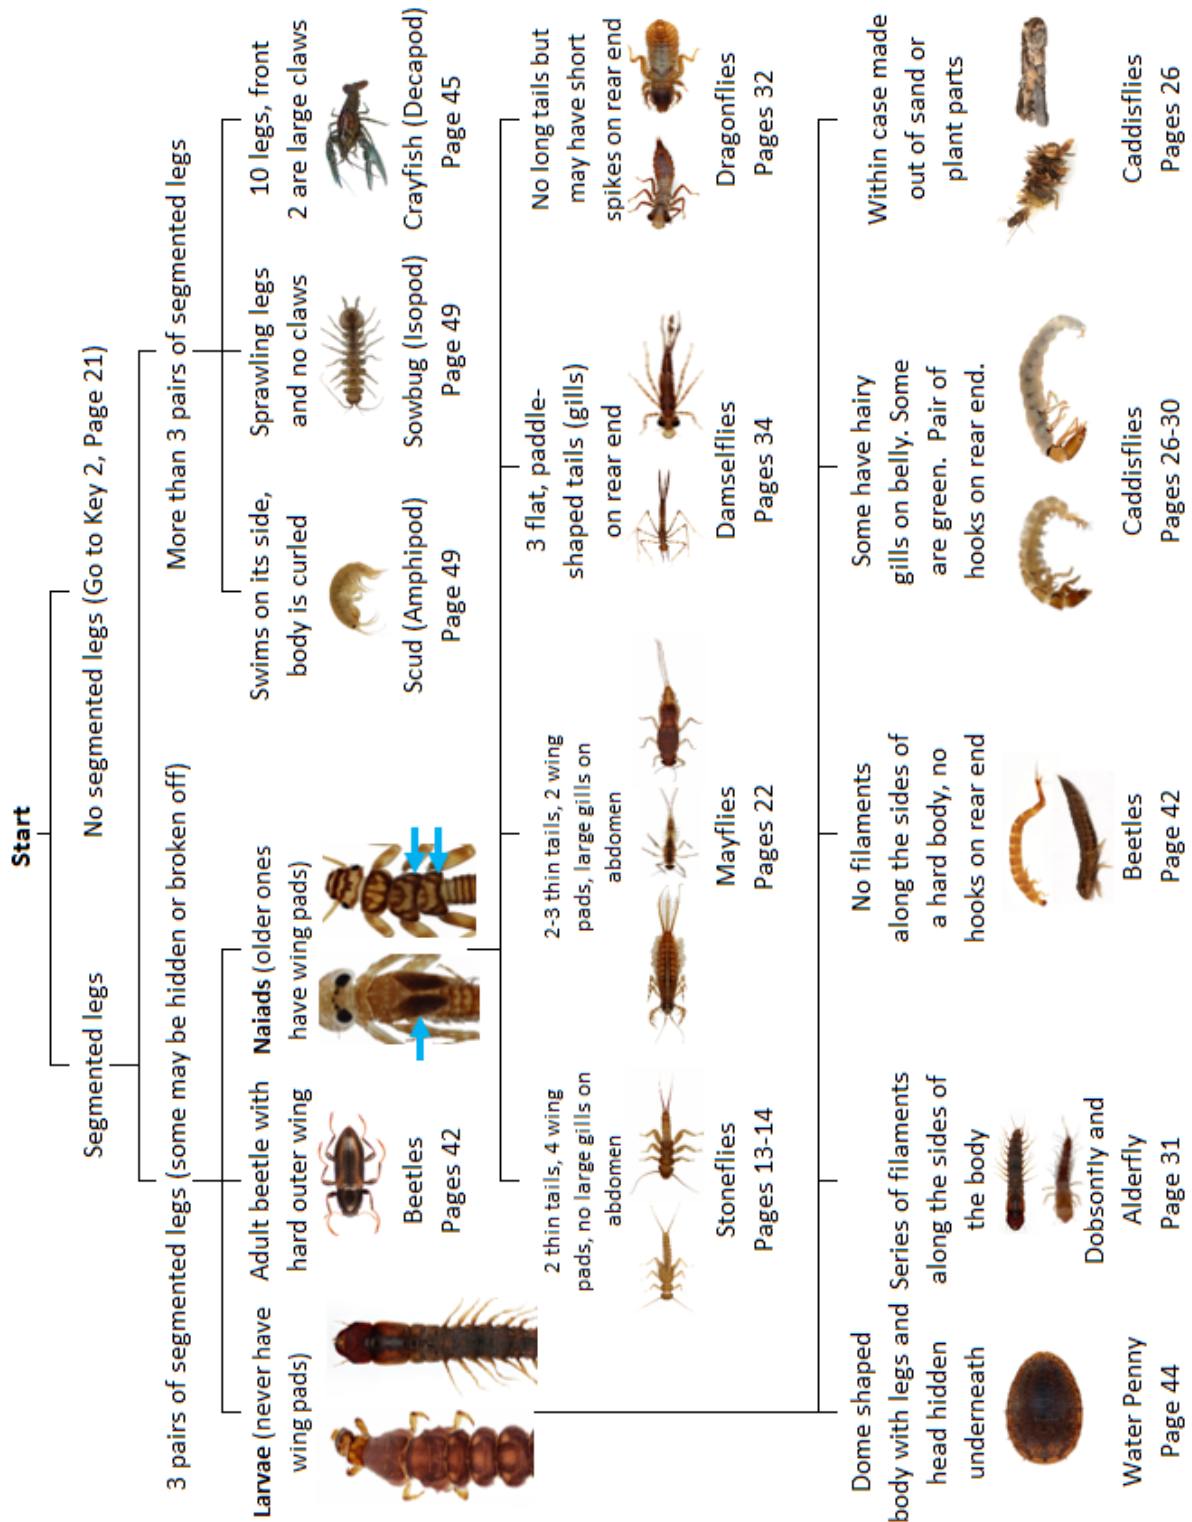 Start
Segmented legs
No segmented legs (Go to Key 2, Page 21)
3 pairs of segmented legs (some may be hidden or broken off)
More than 3 pairs of segmented legs
Larvae (never have
wing pads)
Adult beetle with
hard outer wing
Beetles
Pages 42
Naiads (older ones
have wing pads)
Swims on its side,
body is curled
Scud (Amphipod)
Page 49
Sprawling legs
and no claws
Sowbug (Isopod)
Page 49
10 legs, front
2 are large claws
Crayfish (Decapod)
Page 45
2 thin tails, 4 wing
pads, no large gills on
abdomen
Stoneflies
Pages 13-14
2-3 thin tails, 2 wing
pads, large gills on
abdomen
Mayflies
Pages 22
3 flat, paddle-
shaped tails (gills)
on rear end
Damselflies
Pages 34
No long tails but
may have short
spikes on rear end
Dragonflies
Pages 32
Dome shaped
body with legs and
head hidden
underneath
Water Penny
Page 44
Series of filaments
along the sides of
the body
Dobsonfly and
Alderfly
Page 31
No filaments
along the sides of
a hard body, no
hooks on rear end
Beetles
Page 42
Some have hairy
gills on belly. Some
are green. Pair of
hooks on rear end.
Caddisflies
Pages 26-30
Within case made
out of sand or
plant parts
Caddisflies
Pages 26